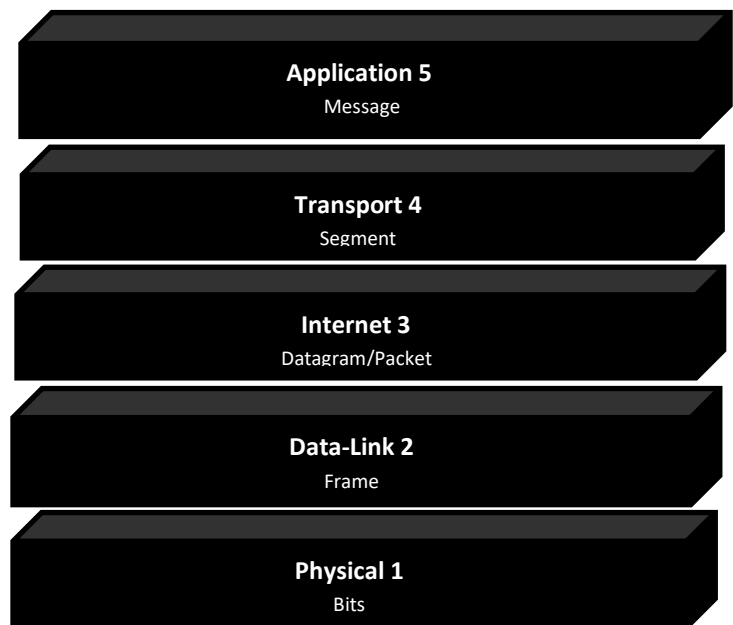 Application 5
Message
Transport 4
Segment
Internet 3
Datagram/Packet
Data-Link 2
Frame
Physical 1
Bits